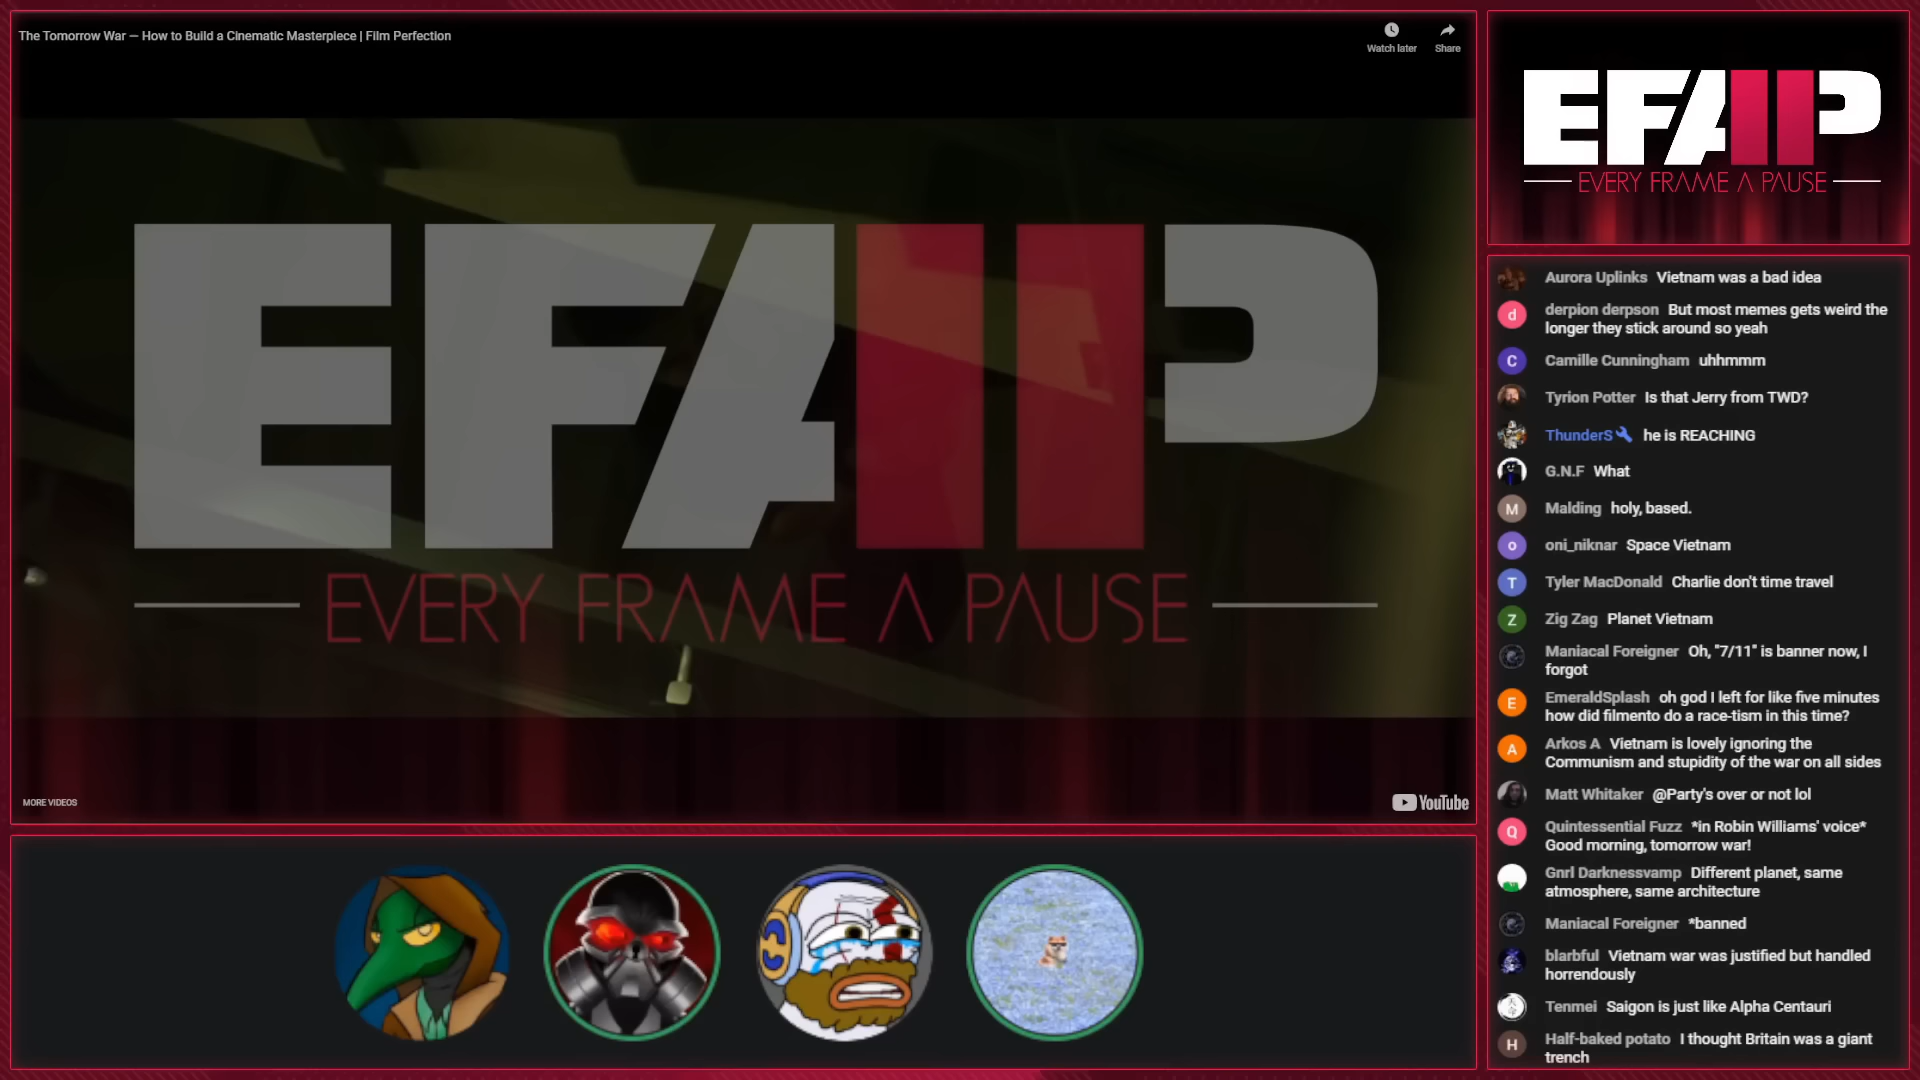 The Tomorrow War — How to Build a Cinematic Masterpiece | Film Perfection
Watch later
Share
EFAP
EVERY FRAME A PAUSE
MORE VIDEOS
YouTube
EFAP
EVERY FRAME A PAUSE
Aurora Uplinks Vietnam was a bad idea
d
derpion derpson But most memes gets weird the
longer they stick around so yeah
C
Camille Cunningham uhhmmm
Tyrion Potter Is that Jerry from TWD?
ThunderS he is REACHING
G.N.F What
M
Malding holy, based.
o
oni_niknar Space Vietnam
T
Tyler MacDonald Charlie don't time travel
Z
Zig Zag Planet Vietnam
Maniacal Foreigner Oh, "7/11" is banner now, I
forgot
E
EmeraldSplash oh god I left for like five minutes
how did filmento do a race-tism in this time?
A
Arkos A Vietnam is lovely ignoring the
Communism and stupidity of the war on all sides
Matt Whitaker @Party's over or not lol
Q
Quintessential Fuzz *in Robin Williams' voice*
Good morning, tomorrow war!
Gnrl Darknessvamp Different planet, same
atmosphere, same architecture
Maniacal Foreigner *banned
blarbful Vietnam war was justified but handled
horrendously
Tenmei Saigon is just like Alpha Centauri
H
Half-baked potato I thought Britain was a giant
trench